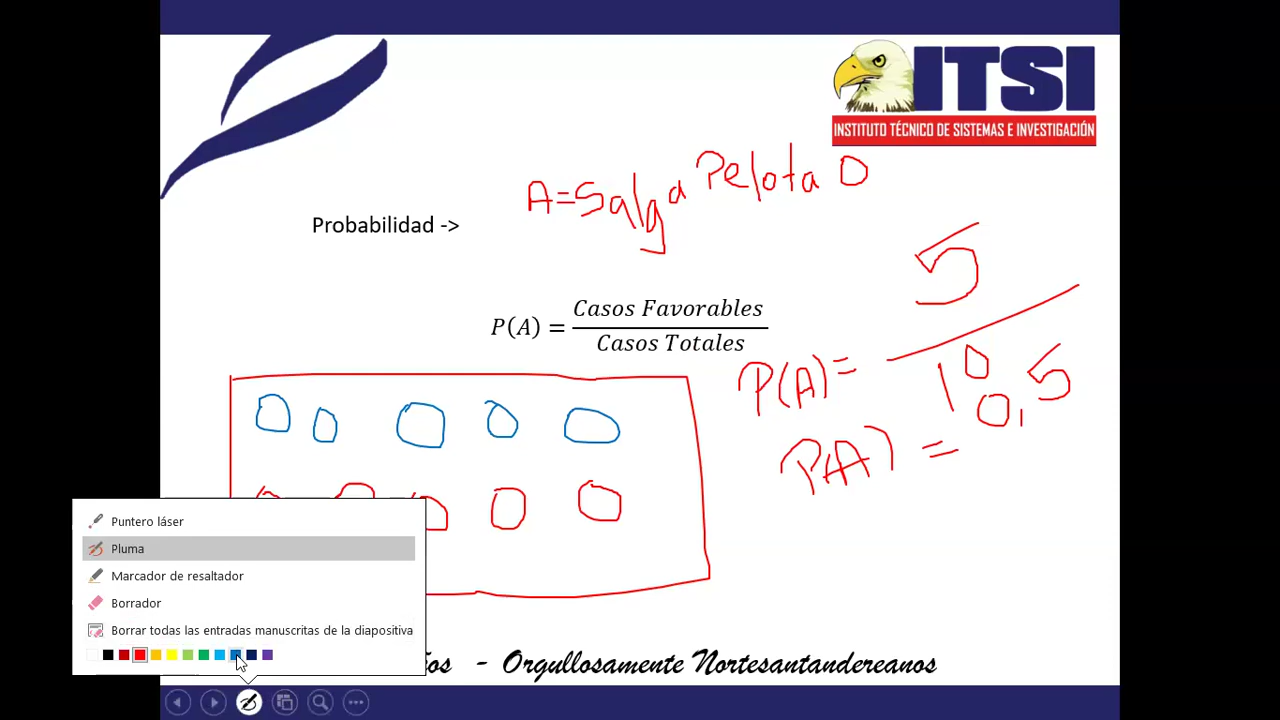 ITSI
INSTITUTO TÉCNICO DE SISTEMAS E INVESTIGACIÓN
A=Salga Pelota O
Probabilidad ->
P(A) = Casos Favorables
Casos Totales
5
P(A)=
10
0,5
P(A) =
Puntero láser
Pluma
Marcador de resaltador
Borrador
Borrar todas las entradas manuscritas de la diapositiva
os - Orgullosamente Nortesantandereanos